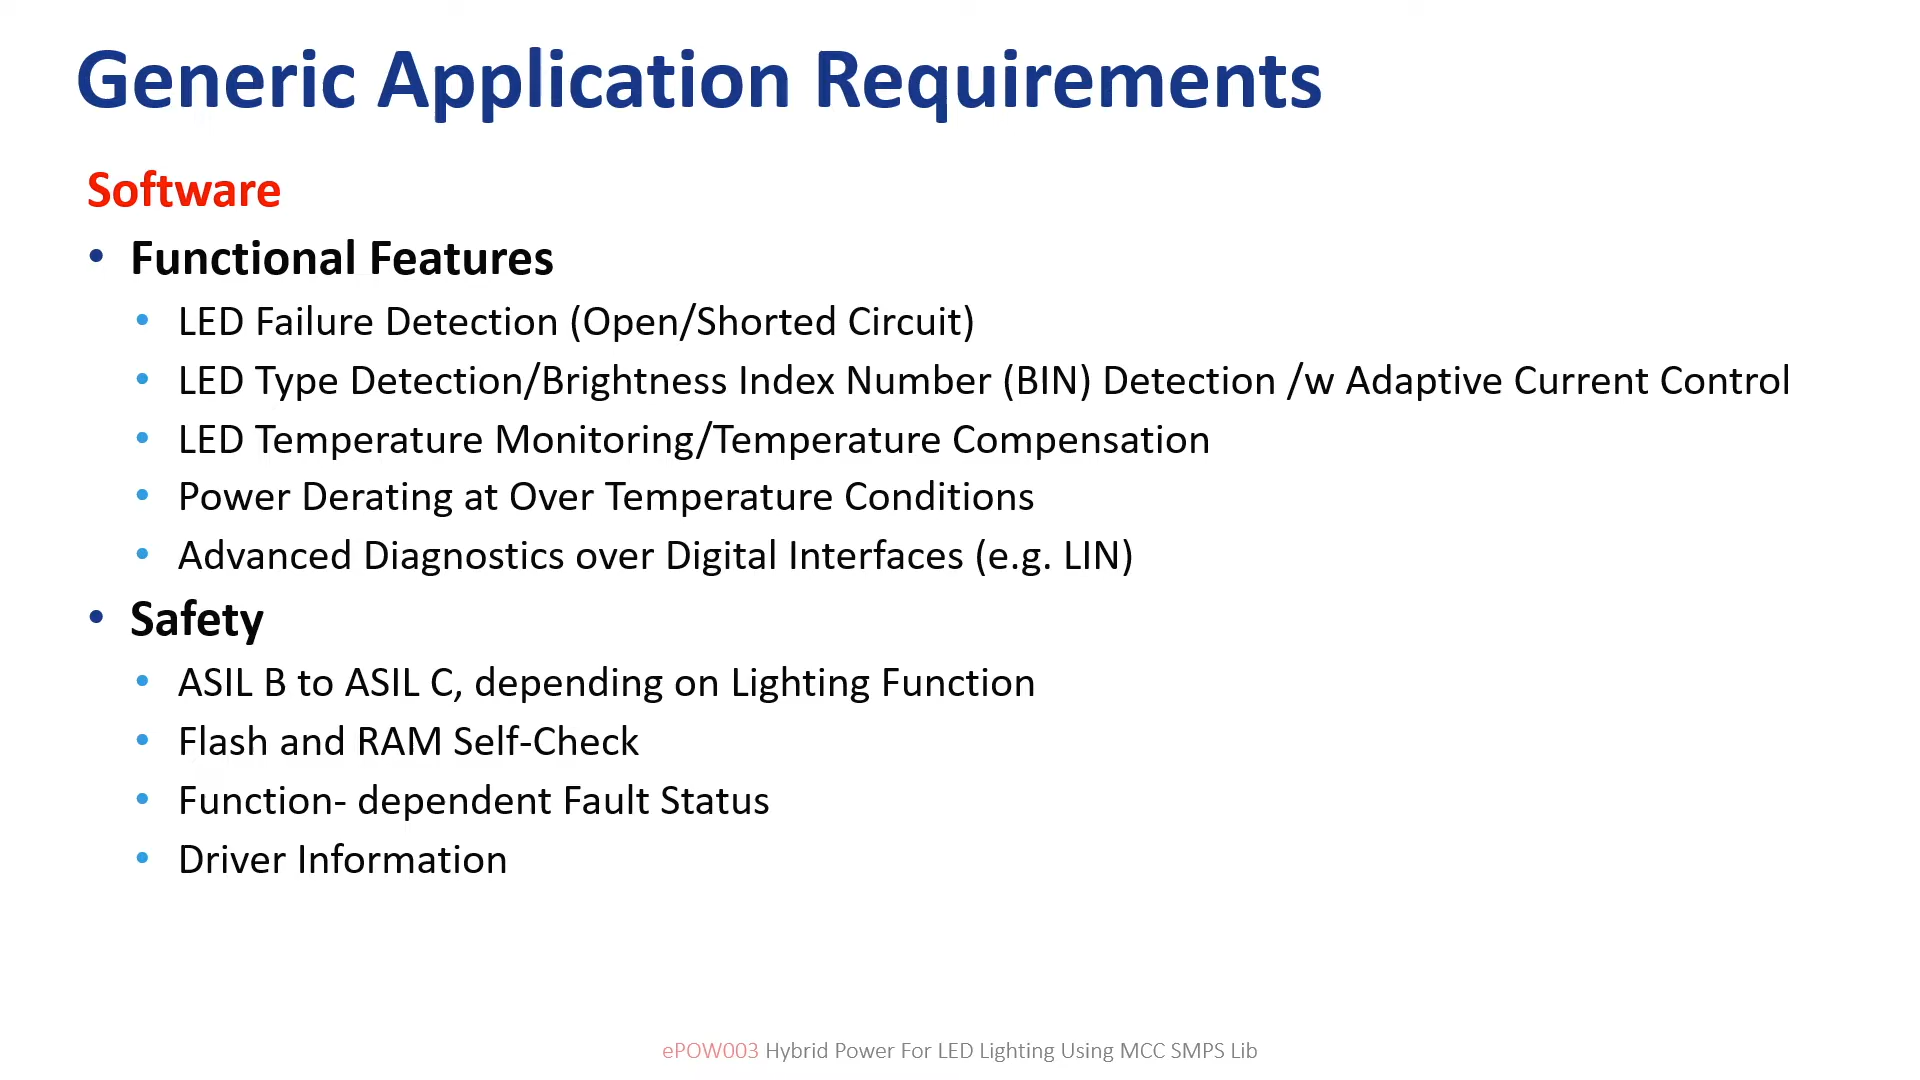 Generic Application Requirements
Software
• Functional Features
• LED Failure Detection (Open/Shorted Circuit)
• LED Type Detection/Brightness Index Number (BIN) Detection /w Adaptive Current Control
• LED Temperature Monitoring/Temperature Compensation
• Power Derating at Over Temperature Conditions
• Advanced Diagnostics over Digital Interfaces (e.g. LIN)
• Safety
• ASIL B to ASIL C, depending on Lighting Function
• Flash and RAM Self-Check
• Function- dependent Fault Status
• Driver Information
ePOW003 Hybrid Power For LED Lighting Using MCC SMPS Lib